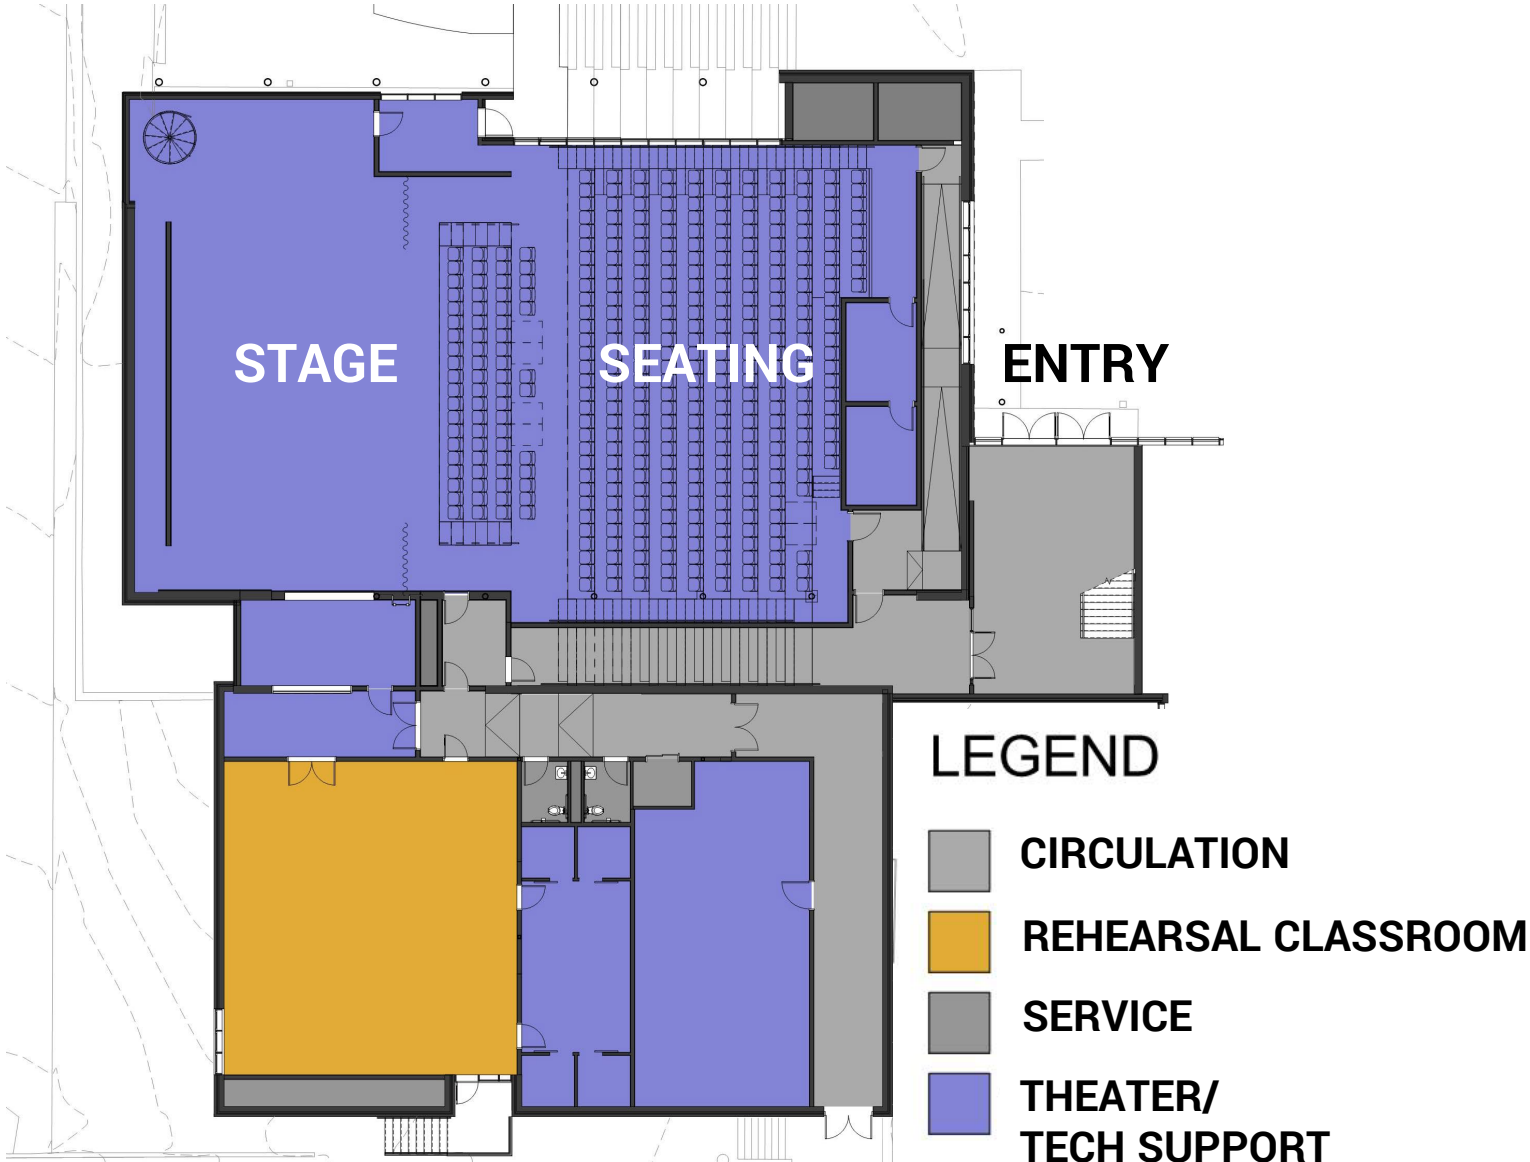 STAGE
SEATING
ENTRY
LEGEND
CIRCULATION
REHEARSAL CLASSROOM
SERVICE
THEATER/
TECH SUPPORT